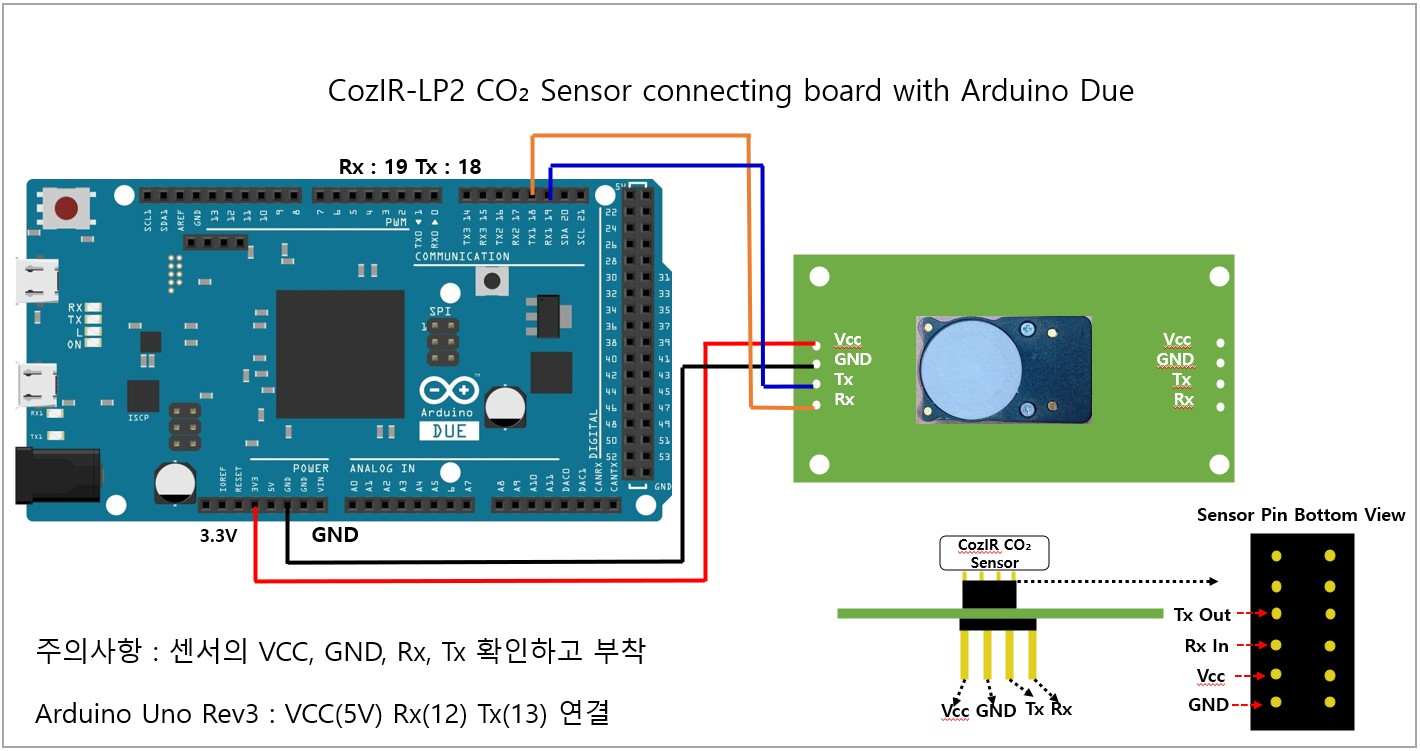 CozIR-LP2 CO₂ Sensor connecting board with Arduino Due
Rx : 19 Tx : 18
SCL1 SDA1 AREF GND 13 12 11 10 9 8
7 6 5 4 3 2 TX0 1 RX0 0
TX3 14 RX3 15 TX2 16 RX2 17 TX1 18 RX1 19 SDA 20 SCL 21
PWM
COMMUNICATION
5V
22
24
26
28
30 31
32 33
34 35
36 37
38 39
40 41
42 43
44 45
46 47
48 49
50 51
52 53
GND
DIGITAL
SPI
1
RX
TX
L
ON
RX1
TX1
ISCP
Arduino
™
DUE
POWER
ANALOG IN
IOREF RESET 3V3 5V GND GND VIN
A0 A1 A2 A3 A4 A5 6 A7
A8 A9 A10 A11 DAC0 DAC1 CANRX CANTX
3.3V
GND
Vcc
GND
Tx
Rx
Vcc
GND
Tx
Rx
Sensor Pin Bottom View
CozIR CO₂
Sensor
Tx Out
Rx In
Vcc
GND
Vcc GND Tx Rx
주의사항 : 센서의 VCC, GND, Rx, Tx 확인하고 부착
Arduino Uno Rev3 : VCC(5V) Rx(12) Tx(13) 연결